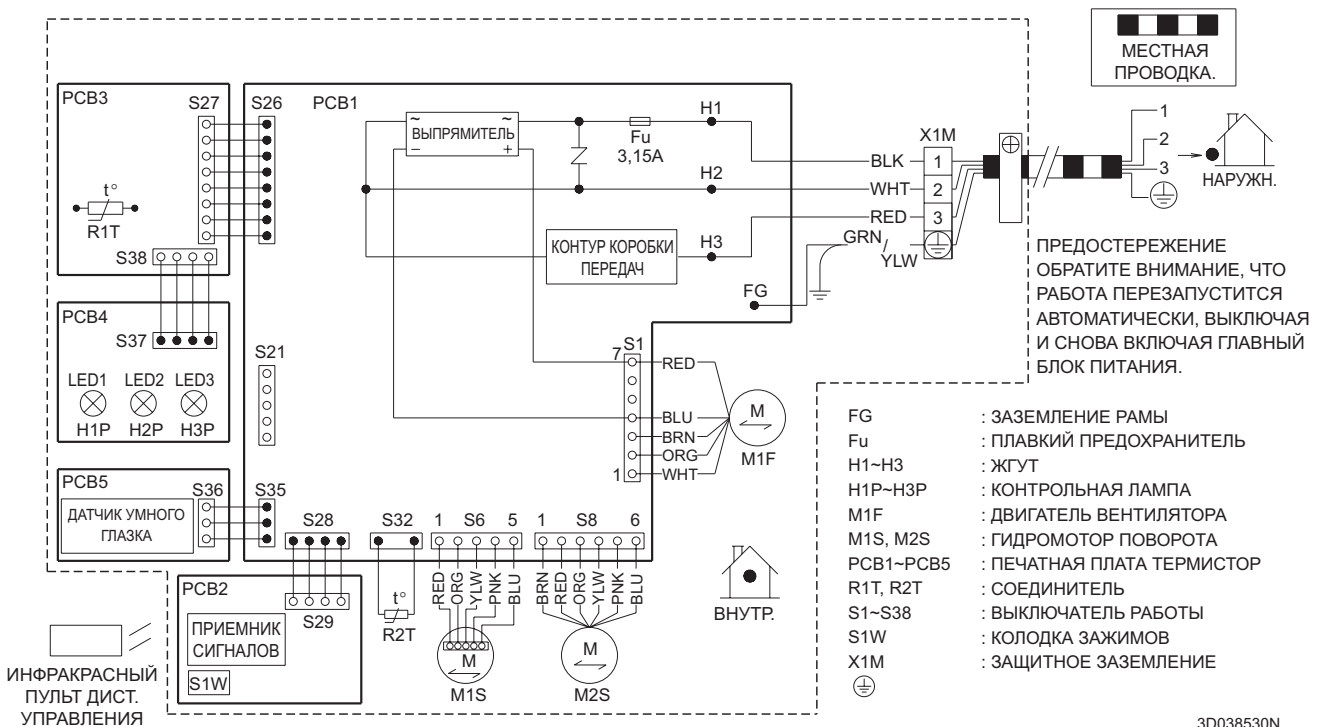 МЕСТНАЯ
ПРОВОДКА.
PCB3
S27
S26
PCB1
~
~
ВЫПРЯМИТЕЛЬ
–
+
Fu
3,15A
H1
H2
H3
X1M
BLK
1
WHT
2
RED
3
GRN/
YLW
1
2
3
НАРУЖН.
t°
R1T
S38
КОНТУР КОРОБКИ
ПЕРЕДАЧ
FG
ПРЕДОСТЕРЕЖЕНИЕ
ОБРАТИТЕ ВНИМАНИЕ, ЧТО
РАБОТА ПЕРЕЗАПУСТИТСЯ
АВТОМАТИЧЕСКИ, ВЫКЛЮЧАЯ
И СНОВА ВКЛЮЧАЯ ГЛАВНЫЙ
БЛОК ПИТАНИЯ.
PCB4
S37
LED1 LED2 LED3
H1P H2P H3P
S21
S1
7
RED
BLU
BRN
ORG
1
WHT
M
M1F
PCB5
S36
S35
ДАТЧИК УМНОГО
ГЛАЗКА
S28
S32
1 S6 5
1 S8 6
RED
ORG
YLW
PNK
BLU
BRN
RED
ORG
YLW
PNK
BLU
PCB2
S29
ПРИЕМНИК
СИГНАЛОВ
S1W
t°
R2T
M
M1S
M
M2S
ВНУТР.
ИНФРАКРАСНЫЙ
ПУЛЬТ ДИСТ.
УПРАВЛЕНИЯ
FG : ЗАЗЕМЛЕНИЕ РАМЫ
Fu : ПЛАВКИЙ ПРЕДОХРАНИТЕЛЬ
H1~H3 : ЖГУТ
H1P~H3P : КОНТРОЛЬНАЯ ЛАМПА
M1F : ДВИГАТЕЛЬ ВЕНТИЛЯТОРА
M1S, M2S : ГИДРОМОТОР ПОВОРОТА
PCB1~PCB5 : ПЕЧАТНАЯ ПЛАТА ТЕРМИСТОР
R1T, R2T : СОЕДИНИТЕЛЬ
S1~S38 : ВЫКЛЮЧАТЕЛЬ РАБОТЫ
S1W : КОЛОДКА ЗАЖИМОВ
X1M : ЗАЩИТНОЕ ЗАЗЕМЛЕНИЕ
3D038530N